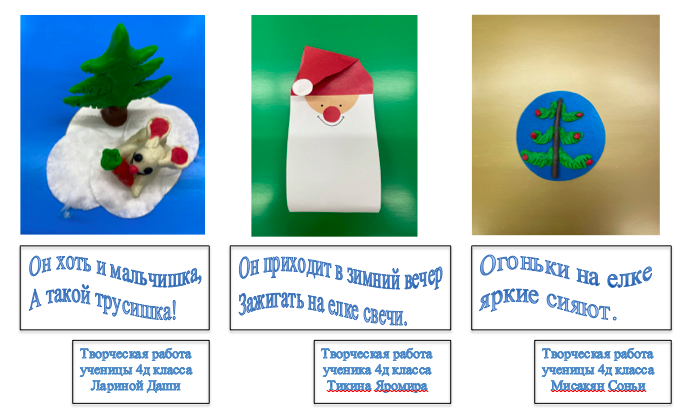 Он хоть и мальчишка,
А такой трусишка!
Он приходит в зимний вечер
Зажигать на елке свечи.
Огоньки на елке
яркие сияют.
Творческая работа
ученицы 4д класса
Лариной Даши
Творческая работа
ученика 4д класса
Тикина Яромира
Творческая работа
ученицы 4д класса
Мисакян Соньи